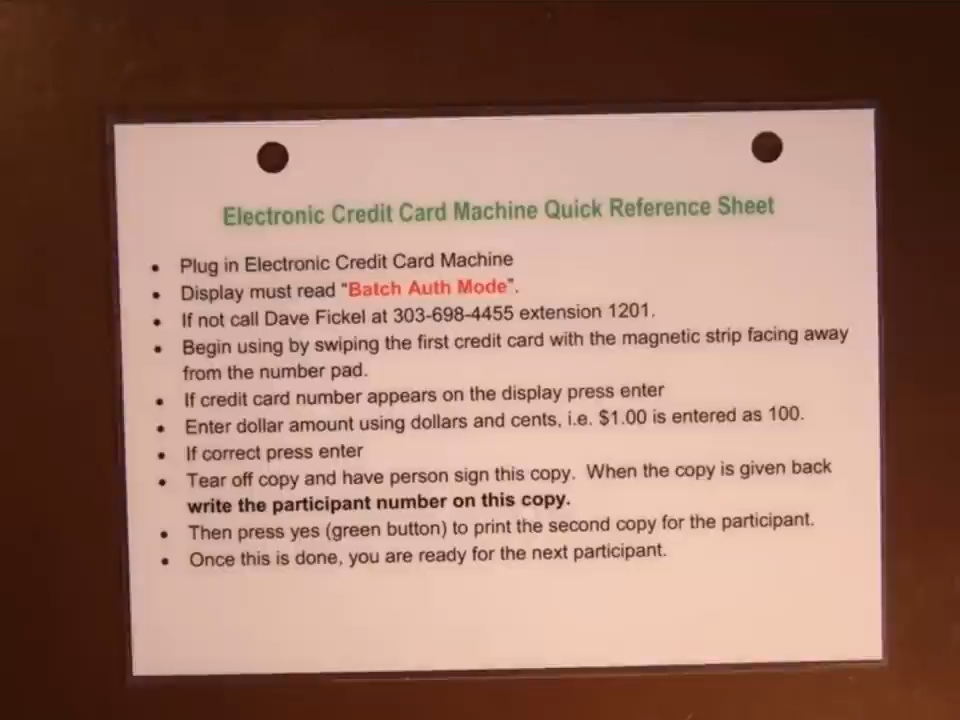 Electronic Credit Card Machine Quick Reference Sheet
• Plug in Electronic Credit Card Machine
• Display must read "Batch Auth Mode".
• If not call Dave Fickel at 303-698-4455 extension 1201.
• Begin using by swiping the first credit card with the magnetic strip facing away
from the number pad.
• If credit card number appears on the display press enter
• Enter dollar amount using dollars and cents, i.e. $1.00 is entered as 100.
• If correct press enter
• Tear off copy and have person sign this copy. When the copy is given back
write the participant number on this copy.
• Then press yes (green button) to print the second copy for the participant.
• Once this is done, you are ready for the next participant.